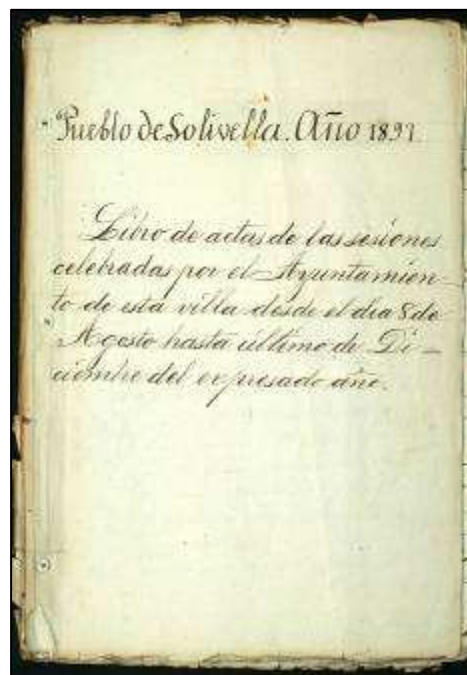 Pueblo de Solivella. Año
Libro de actas de las sesiones
celebradas por el Ayuntamien-
to de esta villa desde el dia 8 de
Agosto hasta último de Di-
ciembre del expresado año.